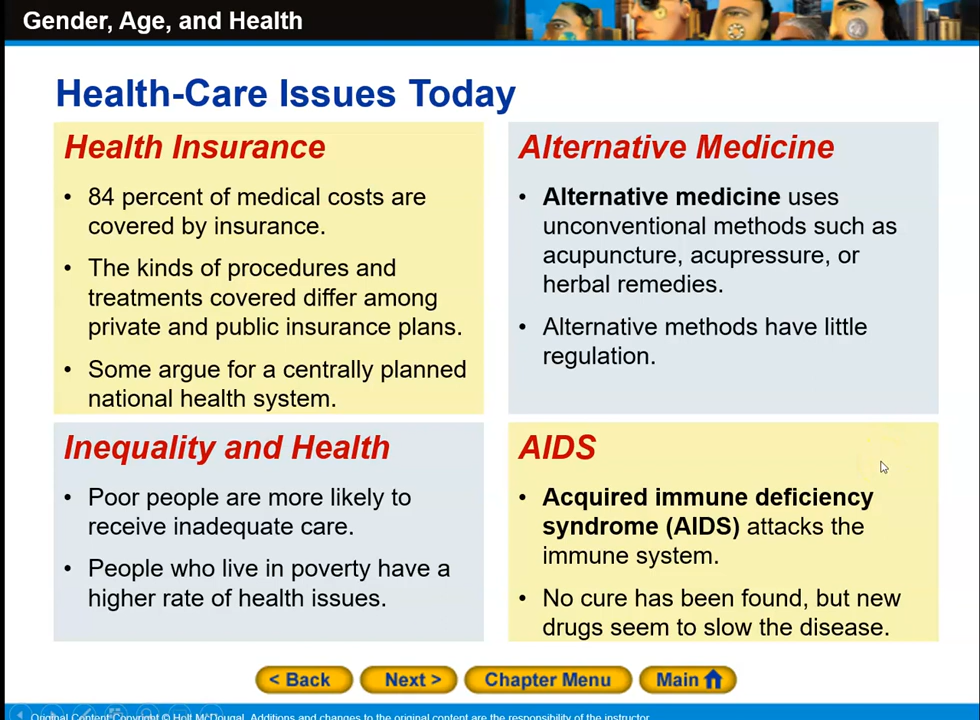 Gender, Age, and Health
Health-Care Issues Today
Health Insurance
• 84 percent of medical costs are
covered by insurance.
• The kinds of procedures and
treatments covered differ among
private and public insurance plans.
• Some argue for a centrally planned
national health system.
Alternative Medicine
• Alternative medicine uses
unconventional methods such as
acupuncture, acupressure, or
herbal remedies.
• Alternative methods have little
regulation.
Inequality and Health
• Poor people are more likely to
receive inadequate care.
• People who live in poverty have a
higher rate of health issues.
AIDS
• Acquired immune deficiency
syndrome (AIDS) attacks the
immune system.
• No cure has been found, but new
drugs seem to slow the disease.
< Back
Next >
Chapter Menu
Main
Original Content Copyright © Holt McDougal. Additions and changes to the original content are the responsibility of the instructor.